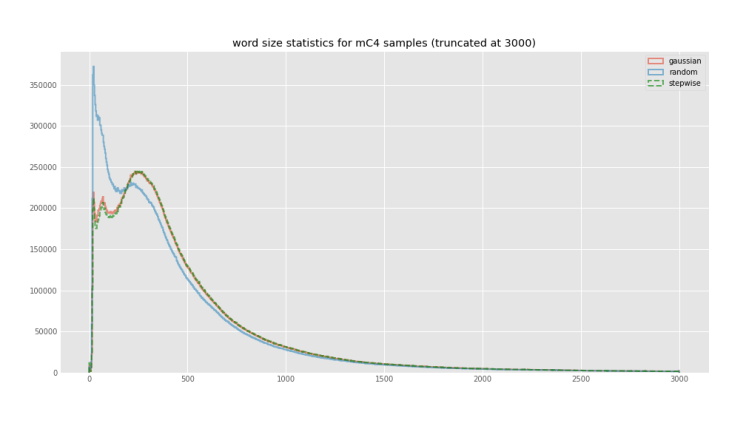 word size statistics for mC4 samples (truncated at 3000)
gaussian
random
stepwise
350000
300000
250000
200000
150000
100000
50000
0
0 500 1000 1500 2000 2500 3000